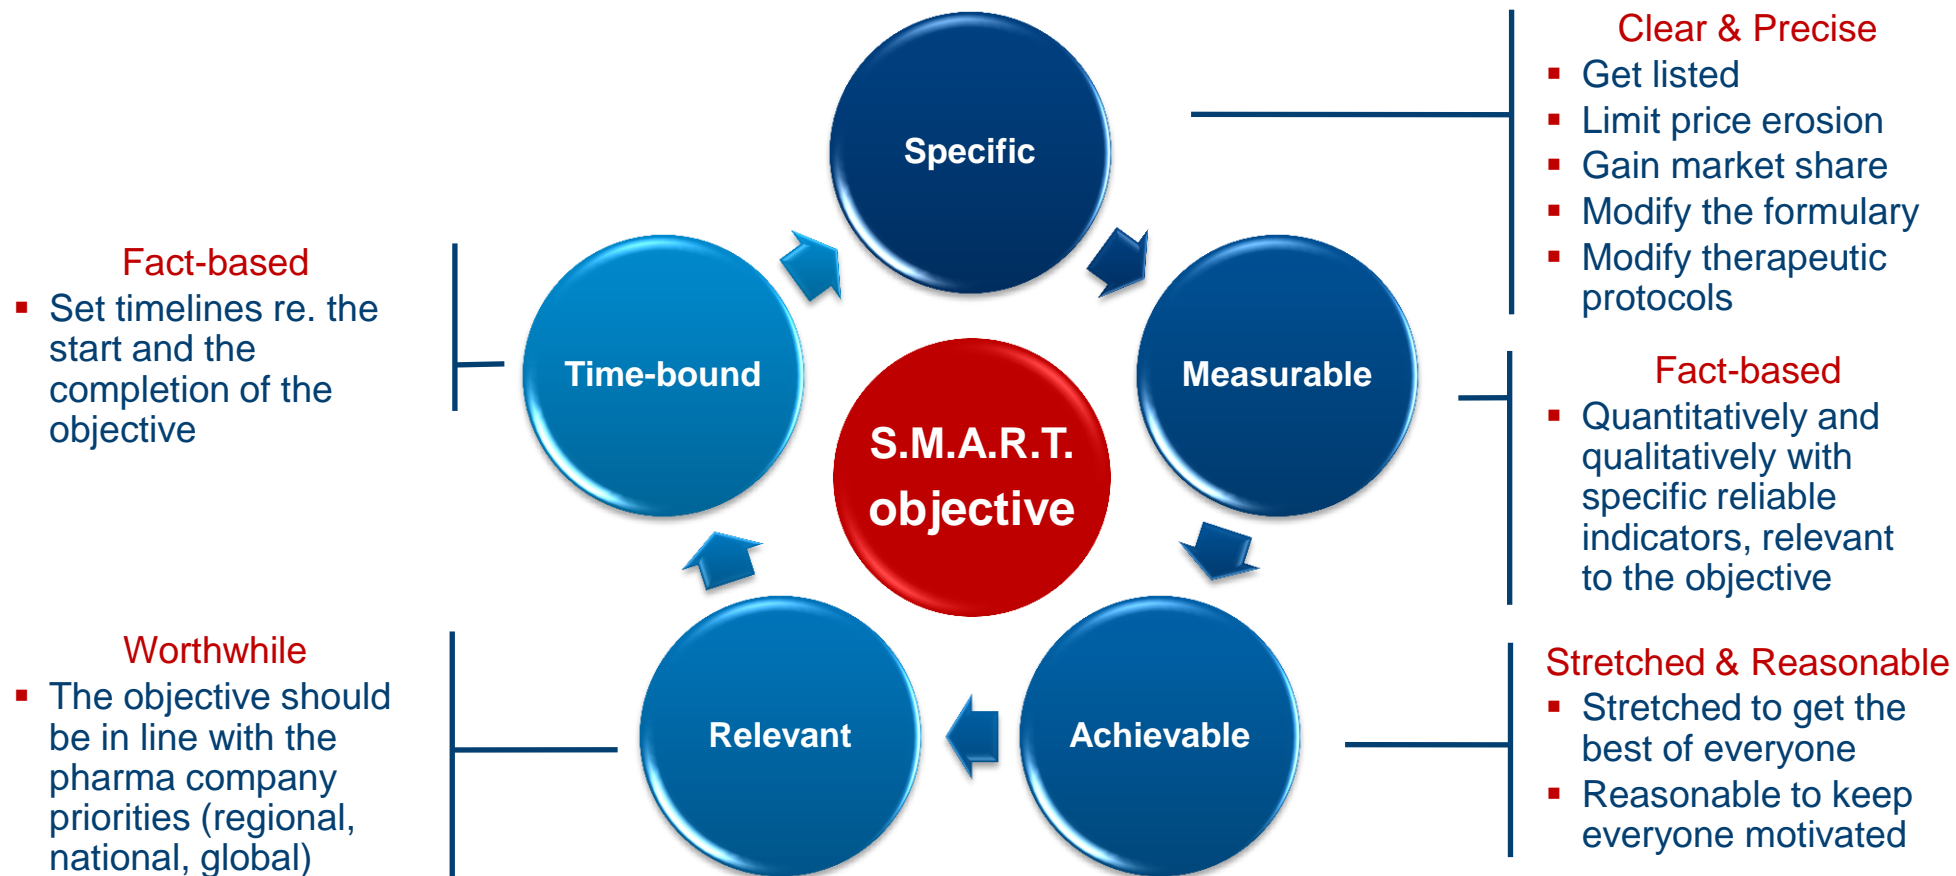 Specific
Clear & Precise
▪ Get listed
▪ Limit price erosion
▪ Gain market share
▪ Modify the formulary
▪ Modify therapeutic
protocols
Measurable
Fact-based
▪ Quantitatively and
qualitatively with
specific reliable
indicators, relevant
to the objective
Achievable
Stretched & Reasonable
▪ Stretched to get the
best of everyone
▪ Reasonable to keep
everyone motivated
Relevant
Worthwhile
▪ The objective should
be in line with the
pharma company
priorities (regional,
national, global)
Time-bound
Fact-based
▪ Set timelines re. the
start and the
completion of the
objective
S.M.A.R.T.
objective